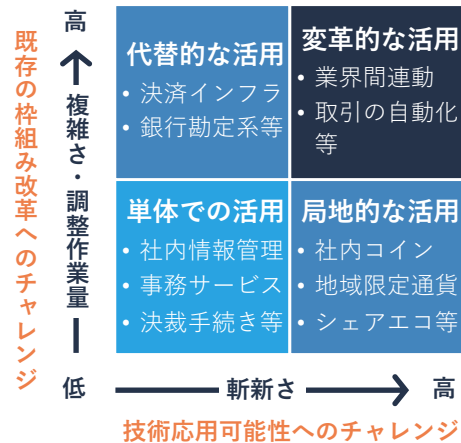 既存の枠組み改革へのチャレンジ
高
複雑さ・調整作業量
低
代替的な活用
• 決済インフラ
• 銀行勘定系等
変革的な活用
• 業界間連動
• 取引の自動化
等
単体での活用
• 社内情報管理
• 事務サービス
• 決裁手続き等
局地的な活用
• 社内コイン
• 地域限定通貨
• シェアエコ等
斬新さ
高
技術応用可能性へのチャレンジ